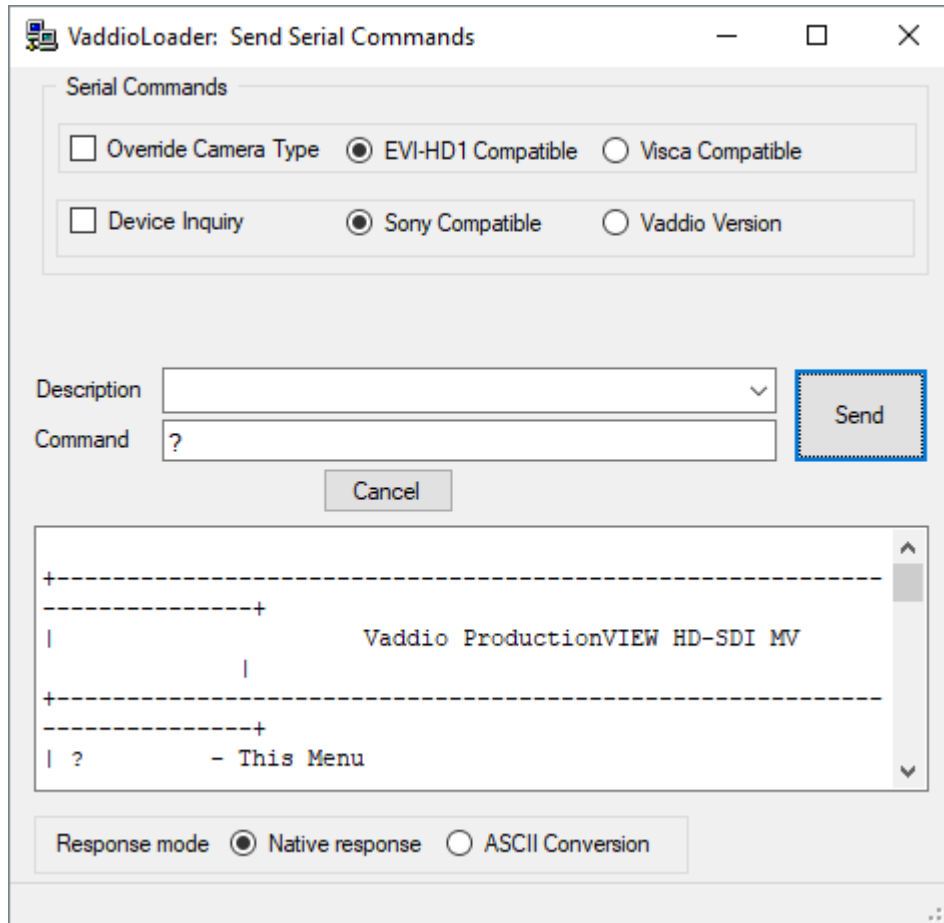 VaddioLoader: Send Serial Commands
Serial Commands
Override Camera Type EVI-HD1 Compatible Visca Compatible
Device Inquiry Sony Compatible Vaddio Version
Description
Send
Command ?
Cancel
+-----------------------------------------------------------
---------------+
| Vaddio ProductionVIEW HD-SDI MV
|
+-----------------------------------------------------------
---------------+
| ? - This Menu
Response mode Native response ASCII Conversion